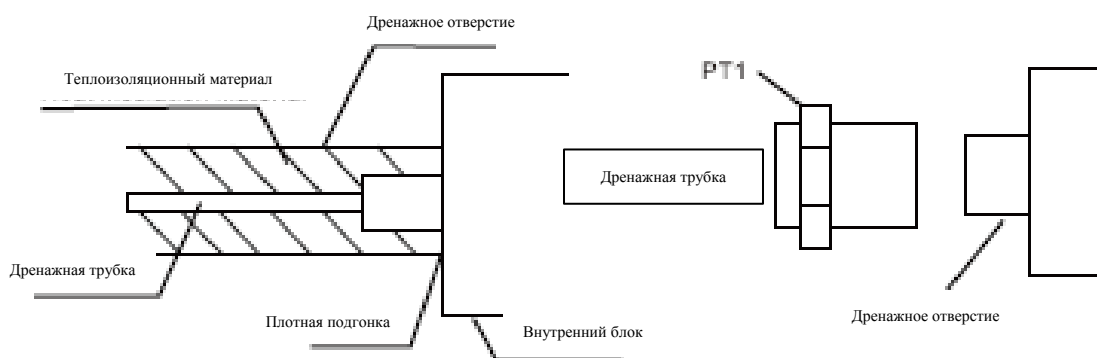 Дренажное отверстие
Теплоизоляционный материал
PT1
Дренажная трубка
Дренажная трубка
Плотная подгонка
Внутренний блок
Дренажное отверстие